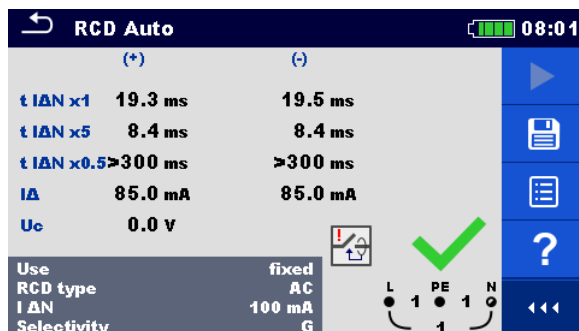 RCD Auto 08:01
(+) (-)
t IΔN x1 19.3 ms 19.5 ms
t IΔN x5 8.4 ms 8.4 ms
t IΔN x0.5 >300 ms >300 ms
IΔ 85.0 mA 85.0 mA
Uc 0.0 V
!
?
Use fixed
RCD type AC
I ΔN 100 mA
Selectivity G
L PE N
1 1
1